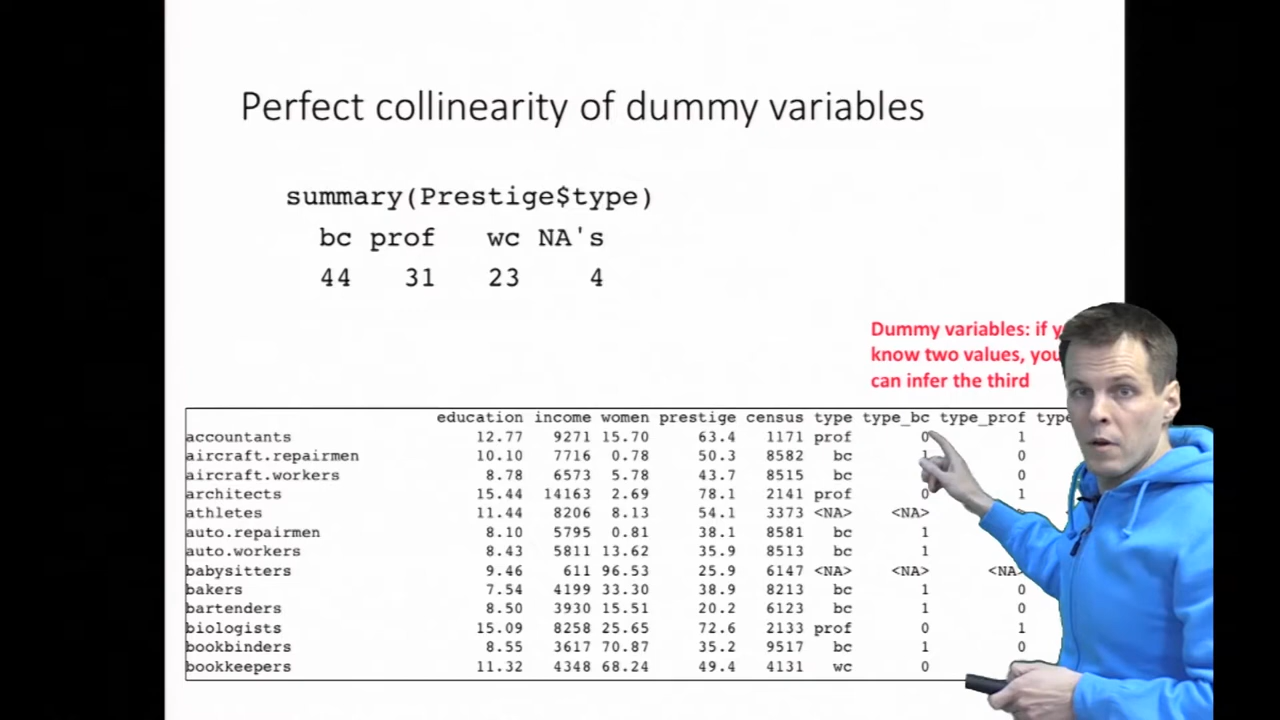 Perfect collinearity of dummy variables
summary(Prestige$type)
bc prof wc NA's
44 31 23 4
Dummy variables: if
know two values, you
can infer the third
education income women prestige census type type_bc type_prof
accountants 12.77 9271 15.70 63.4 1171 prof 0 1
aircraft.repairmen 10.10 7716 0.78 50.3 8582 bc 1 0
aircraft.workers 8.78 6573 5.78 43.7 8515 bc 0
architects 15.44 14163 2.69 78.1 2141 prof 0 1
athletes 11.44 8206 8.13 54.1 3373 <NA> <NA>
auto.repairmen 8.10 5795 0.81 38.1 8581 bc 1
auto.workers 8.43 5811 13.62 35.9 8513 bc 1
babysitters 9.46 611 96.53 25.9 6147 <NA> <NA> <NA>
bakers 7.54 4199 33.30 38.9 8213 bc 1 0
bartenders 8.50 3930 15.51 20.2 6123 bc 1 0
biologists 15.09 8258 25.65 72.6 2133 prof 0 1
bookbinders 8.55 3617 70.87 35.2 9517 bc 1 0
bookkeepers 11.32 4348 68.24 49.4 4131 wc 0